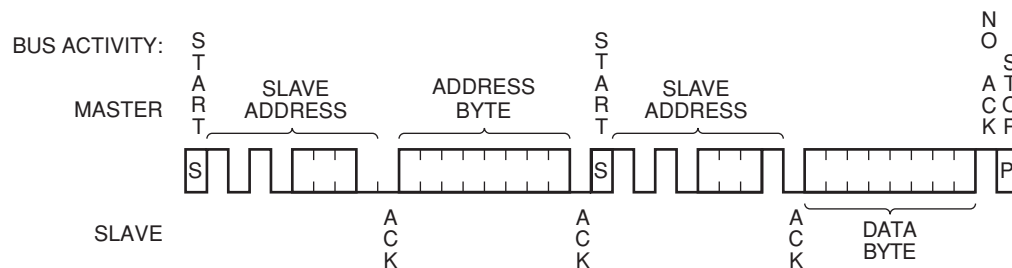 BUS ACTIVITY:
MASTER
START
SLAVE
ADDRESS
ADDRESS
BYTE
START
SLAVE
ADDRESS
NO ACK
STOP
S
S
P
SLAVE
ACK
ACK
ACK
DATA
BYTE